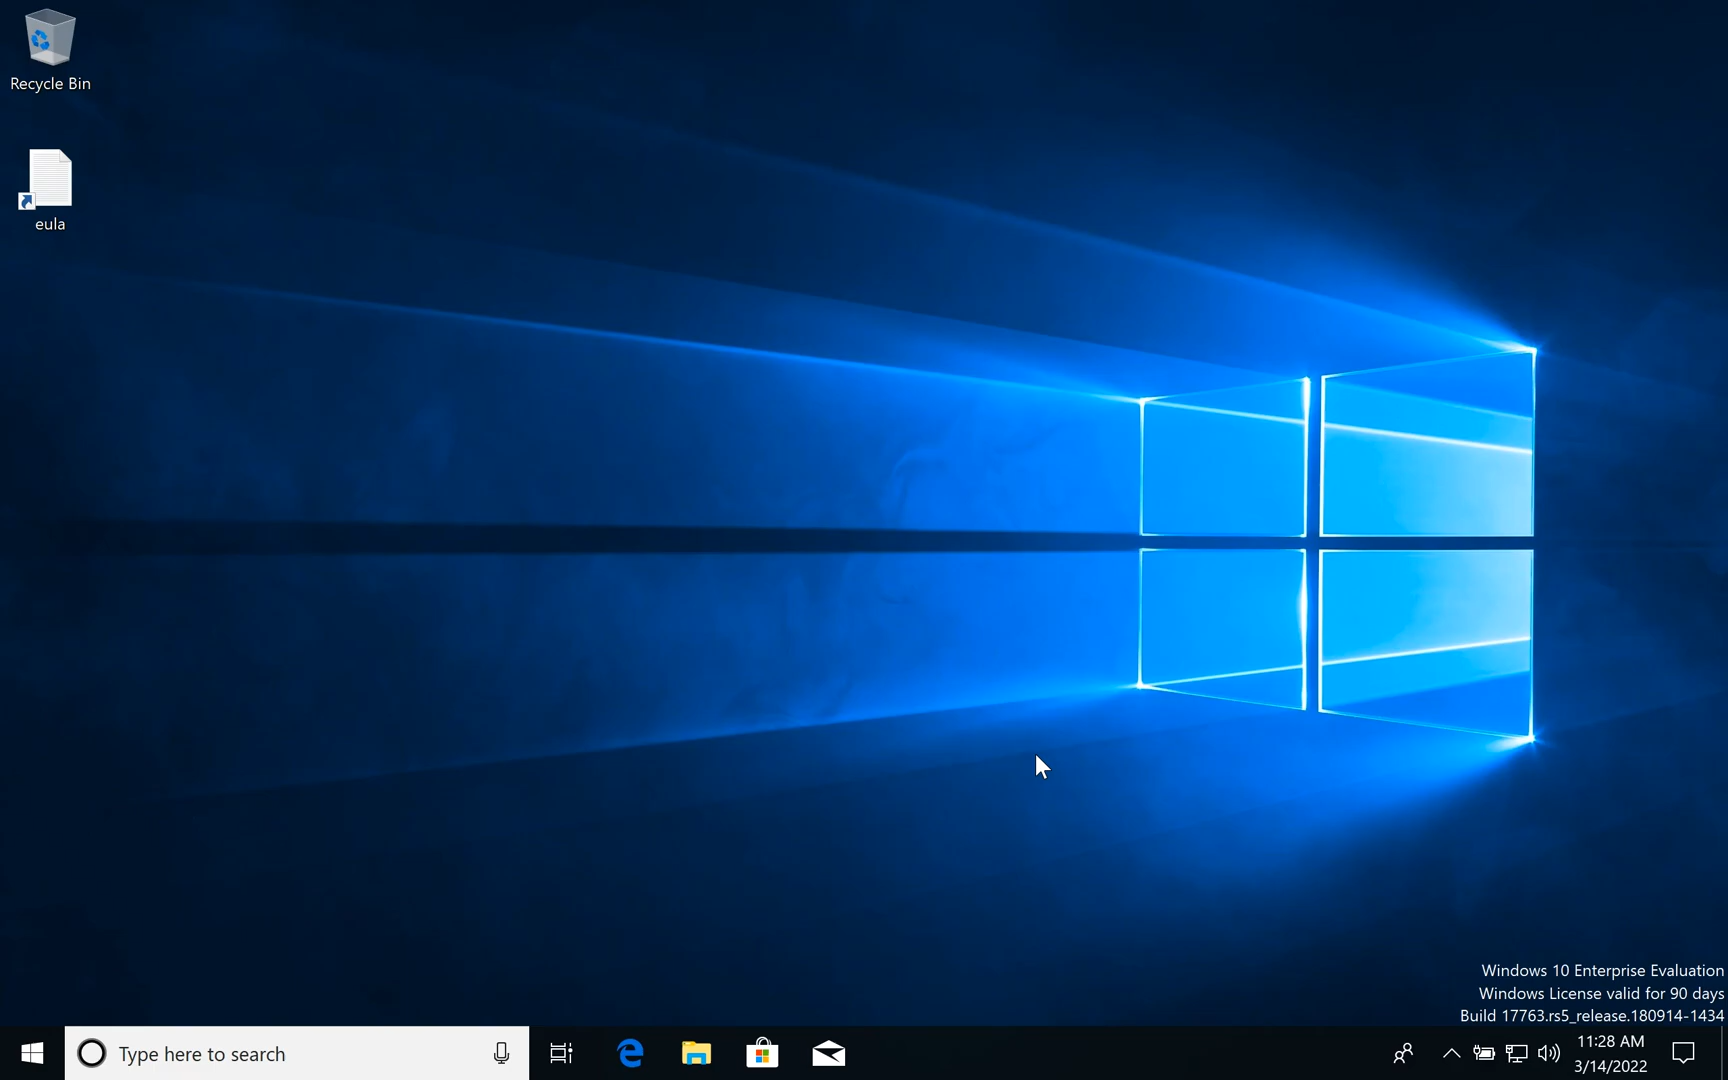 Recycle Bin
eula
Windows 10 Enterprise Evaluation
Windows License valid for 90 days
Build 17763.rs5_release.180914-1434
Type here to search
11:28 AM
3/14/2022